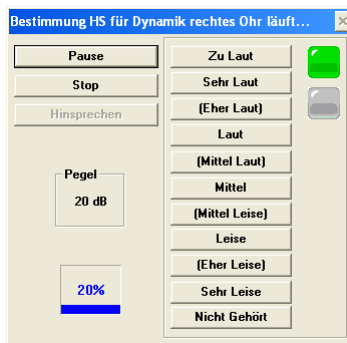 Bestimmung HS für Dynamik rechtes Ohr läuft...
Pause
Stop
Hinsprechen
Pegel
20 dB
20%
Zu Laut
Sehr Laut
(Eher Laut)
Laut
(Mittel Laut)
Mittel
(Mittel Leise)
Leise
(Eher Leise)
Sehr Leise
Nicht Gehört